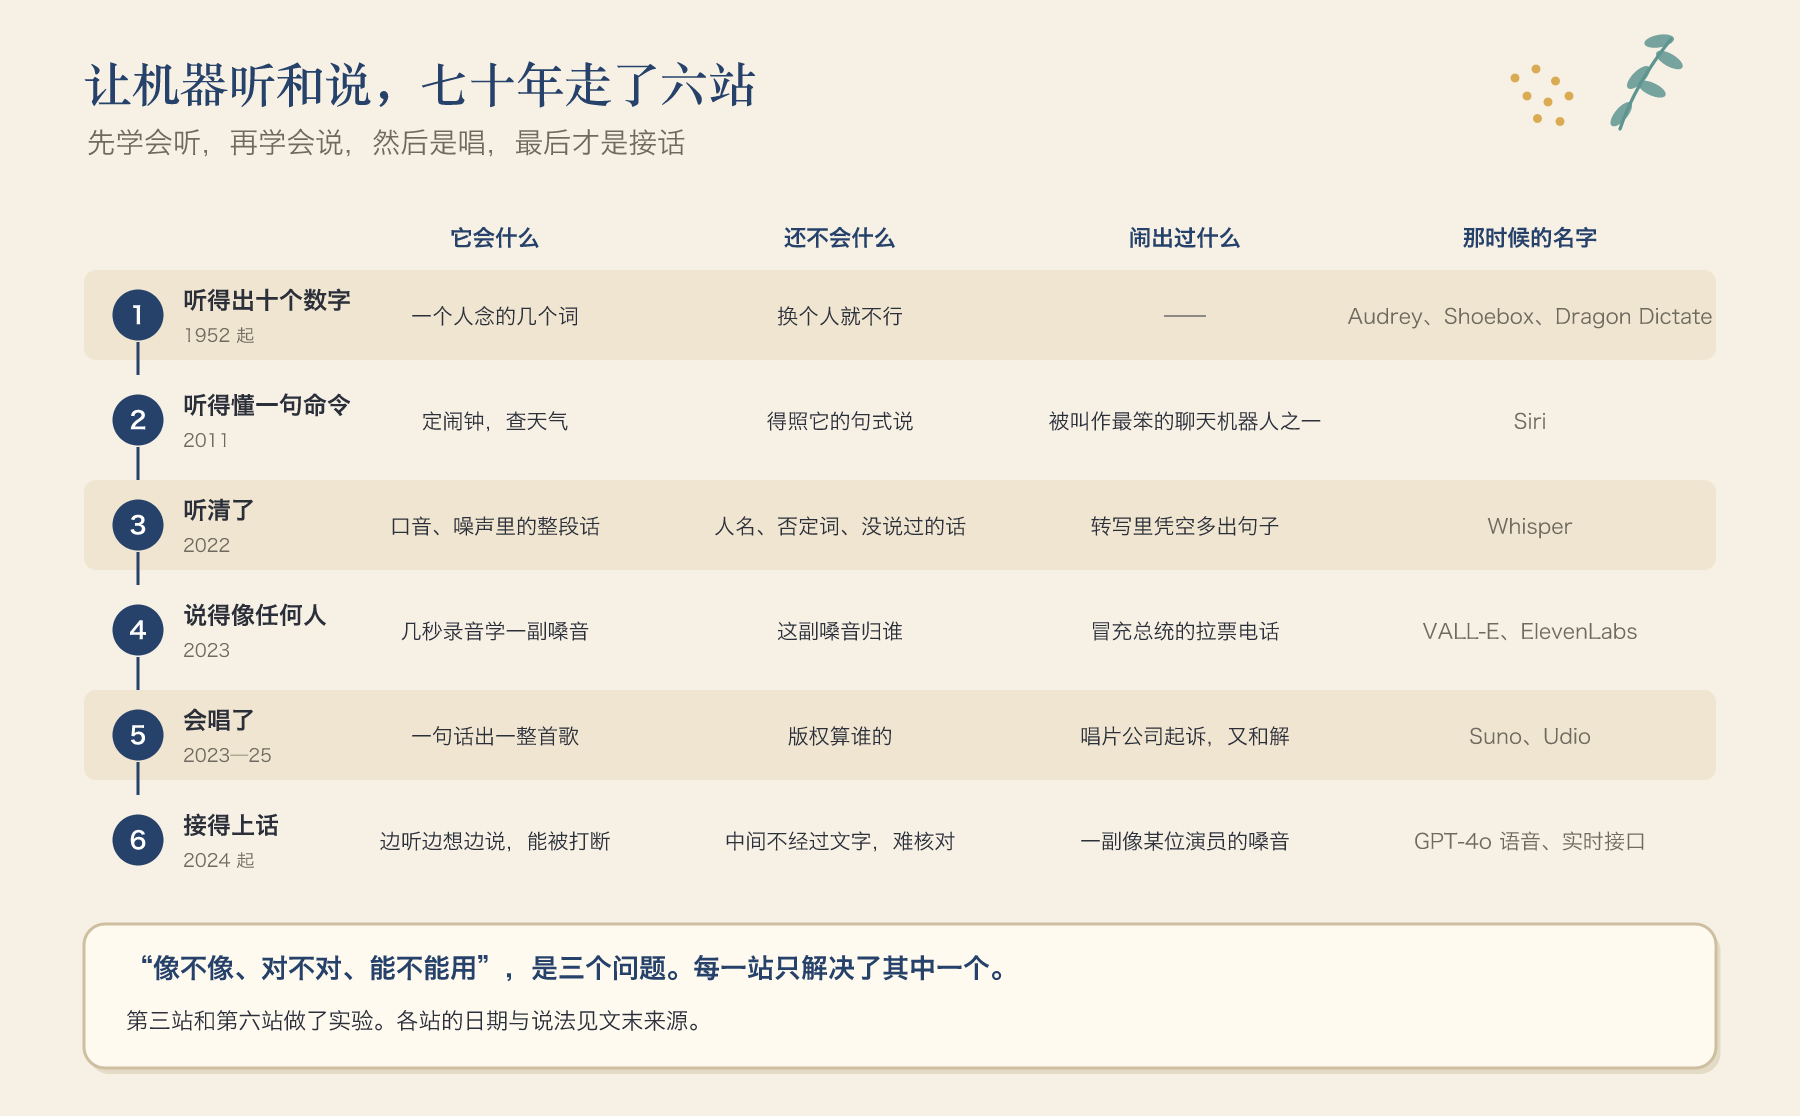 让机器听和说，七十年走了六站
先学会听，再学会说，然后是唱，最后才是接话
它会什么 还不会什么 闹出过什么 那时候的名字
1 听得出十个数字 一个人念的几个词 换个人就不行 —— Audrey、Shoebox、Dragon Dictate
1952 起
2 听得懂一句命令 定闹钟，查天气 得照它的句式说 被叫作最笨的聊天机器人之一 Siri
2011
3 听清了 口音、噪声里的整段话 人名、否定词、没说过的话 转写里凭空多出句子 Whisper
2022
4 说得像任何人 几秒录音学一副嗓音 这副嗓音归谁 冒充总统的拉票电话 VALL-E、ElevenLabs
2023
5 会唱了 一句话出一整首歌 版权算谁的 唱片公司起诉，又和解 Suno、Udio
2023—25
6 接得上话 边听边想边说，能被打断 中间不经过文字，难核对 一副像某位演员的嗓音 GPT-4o 语音、实时接口
2024 起
“像不像、对不对、能不能用”，是三个问题。每一站只解决了其中一个。
第三站和第六站做了实验。各站的日期与说法见文末来源。